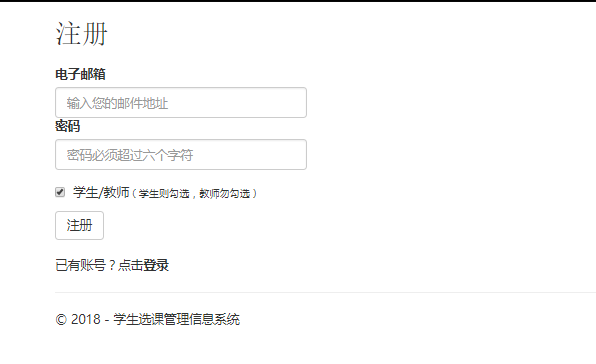 注册
电子邮箱
输入您的邮件地址
密码
密码必须超过六个字符
学生/教师(学生则勾选，教师勿勾选)
注册
已有账号？点击登录
© 2018 - 学生选课管理信息系统